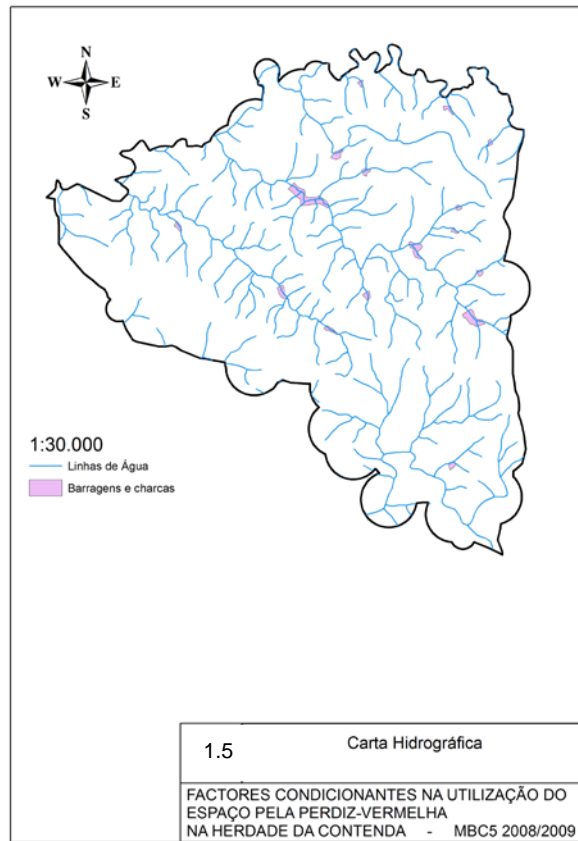 N
W E
S
1:30.000
Linhas de Água
Barragens e charcas
1.5
Carta Hidrográfica
FACTORES CONDICIONANTES NA UTILIZAÇÃO DO
ESPAÇO PELA PERDIZ-VERMELHA
NA HERDADE DA CONTENDA - MBC5 2008/2009